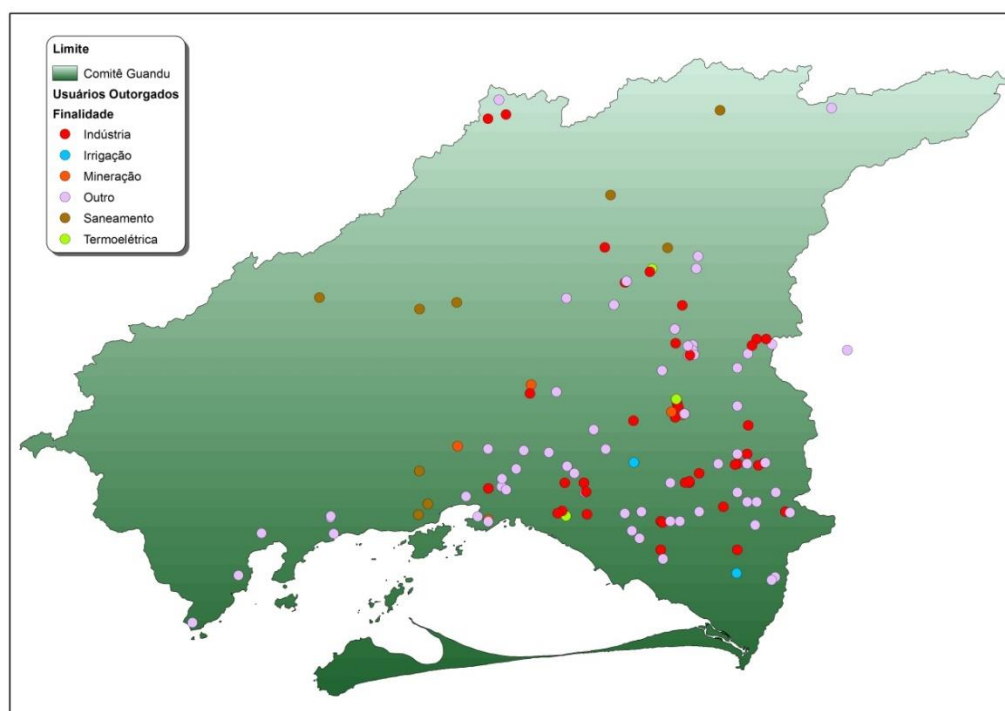 Limite
Comitê Guandu
Usuários Outorgados
Finalidade
Indústria
Irrigação
Mineração
Outro
Saneamento
Termoelétrica